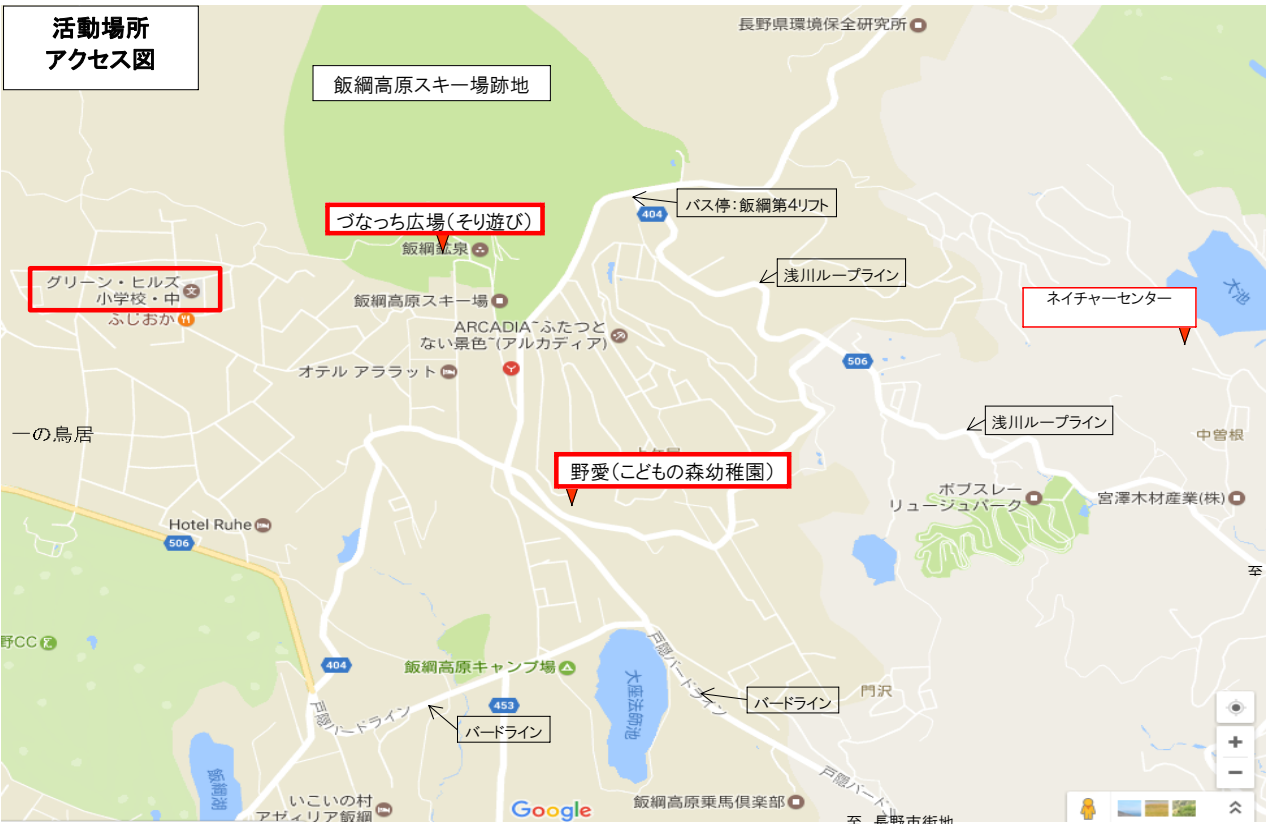 活動場所
アクセス図
長野県環境保全研究所
飯綱高原スキー場跡地
バス停：飯綱第4リフト
404
づなっち広場（そり遊び）
飯綱鉱泉
浅川ループライン
グリーン・ヒルズ
小学校・中
ふじおか
飯綱高原スキー場
大池
ネイチャーセンター
ARCADIA~ふたつと
ない景色~(アルカディア)
506
オテル アララット
一の鳥居
浅川ループライン
中曽根
野愛（こどもの森幼稚園）
ボブスレー
リュージュパーク
宮澤木材産業(株)
Hotel Ruhe
506
至
野CC
404
飯綱高原キャンプ場
大座法師池
戸隠バードライン
門沢
バードライン
453
戸隠バードライン
バードライン
飯綱湖
戸隠バード
いこいの村
アゼィリア飯綱
Google
飯綱高原乗馬倶楽部
至 長野市街地